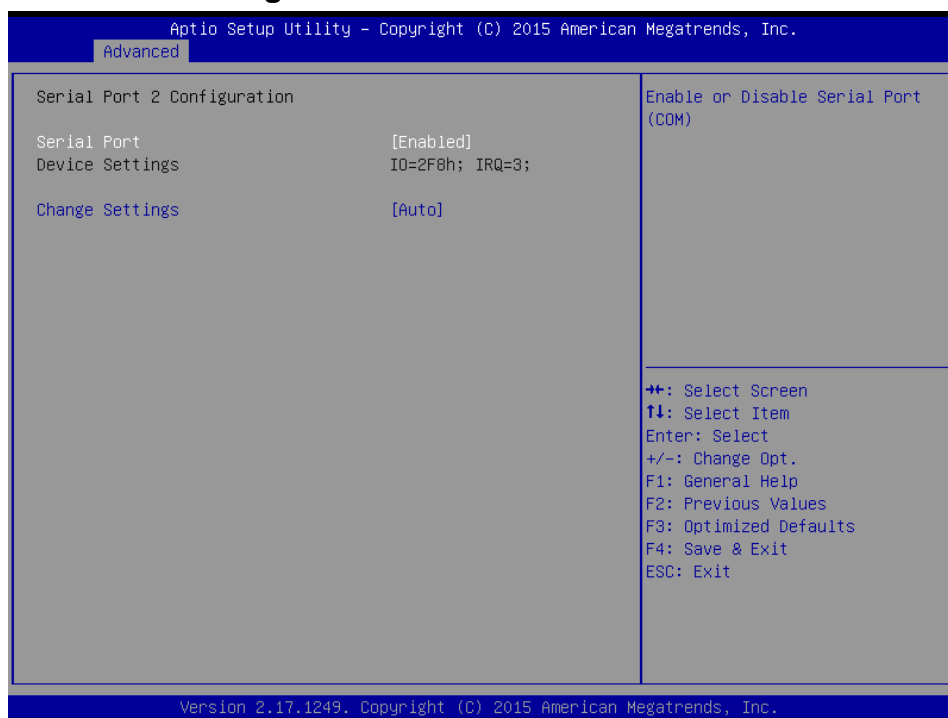 Aptio Setup Utility – Copyright (C) 2015 American Megatrends, Inc.
Advanced
Serial Port 2 Configuration
Serial Port [Enabled]
Device Settings IO=2F8h; IRQ=3;
Change Settings [Auto]
Enable or Disable Serial Port
(COM)
→←: Select Screen
↑↓: Select Item
Enter: Select
+/-: Change Opt.
F1: General Help
F2: Previous Values
F3: Optimized Defaults
F4: Save & Exit
ESC: Exit
Version 2.17.1249. Copyright (C) 2015 American Megatrends, Inc.